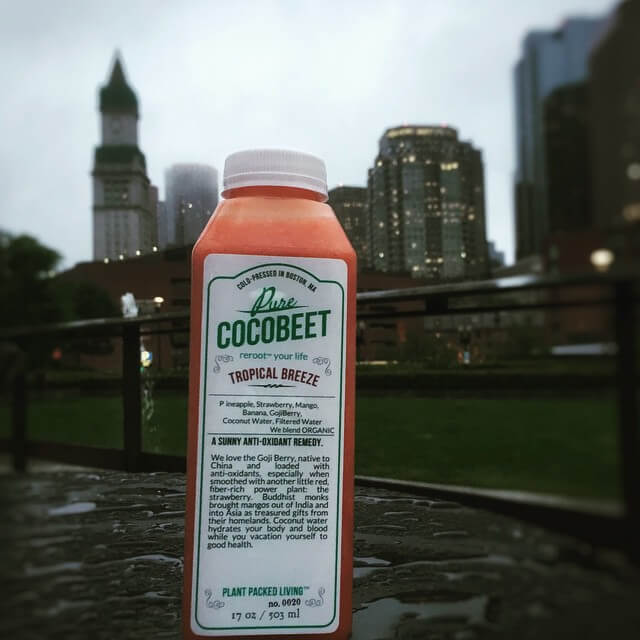 COLD-PRESSED IN BOSTON, MA
Pure
COCOBEET
reroot™ your life
TROPICAL BREEZE
P ineapple, Strawberry, Mango,
Banana, GojiBerry,
Coconut Water, Filtered Water
We blend ORGANIC
A SUNNY ANTI-OXIDANT REMEDY.
We love the Goji Berry, native to
China and loaded with
anti-oxidants, especially when
smoothed with another little red,
fiber-rich power plant: the
strawberry. Buddhist monks
brought mangos out of India and
into Asia as treasured gifts from
their homelands. Coconut water
hydrates your body and blood
while you vacation yourself to
good health.
PLANT PACKED LIVING™
no. 0020
17 oz / 503 ml